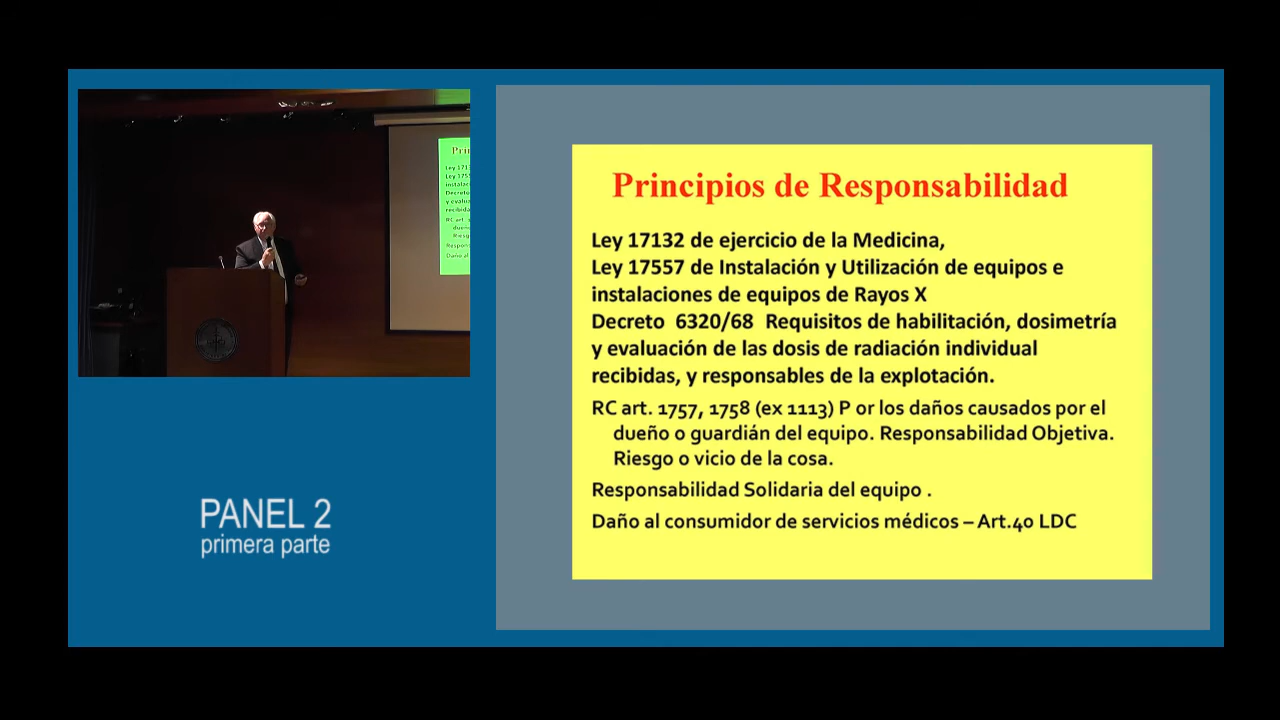 Principios de Responsabilidad
Ley 17132 de ejercicio de la Medicina,
Ley 17557 de Instalación y Utilización de equipos e
instalaciones de equipos de Rayos X
Decreto 6320/68 Requisitos de habilitación, dosimetría
y evaluación de las dosis de radiación individual
recibidas, y responsables de la explotación.
RC art. 1757, 1758 (ex 1113) P or los daños causados por el
dueño o guardián del equipo. Responsabilidad Objetiva.
Riesgo o vicio de la cosa.
Responsabilidad Solidaria del equipo .
Daño al consumidor de servicios médicos – Art.40 LDC
PANEL 2
primera parte